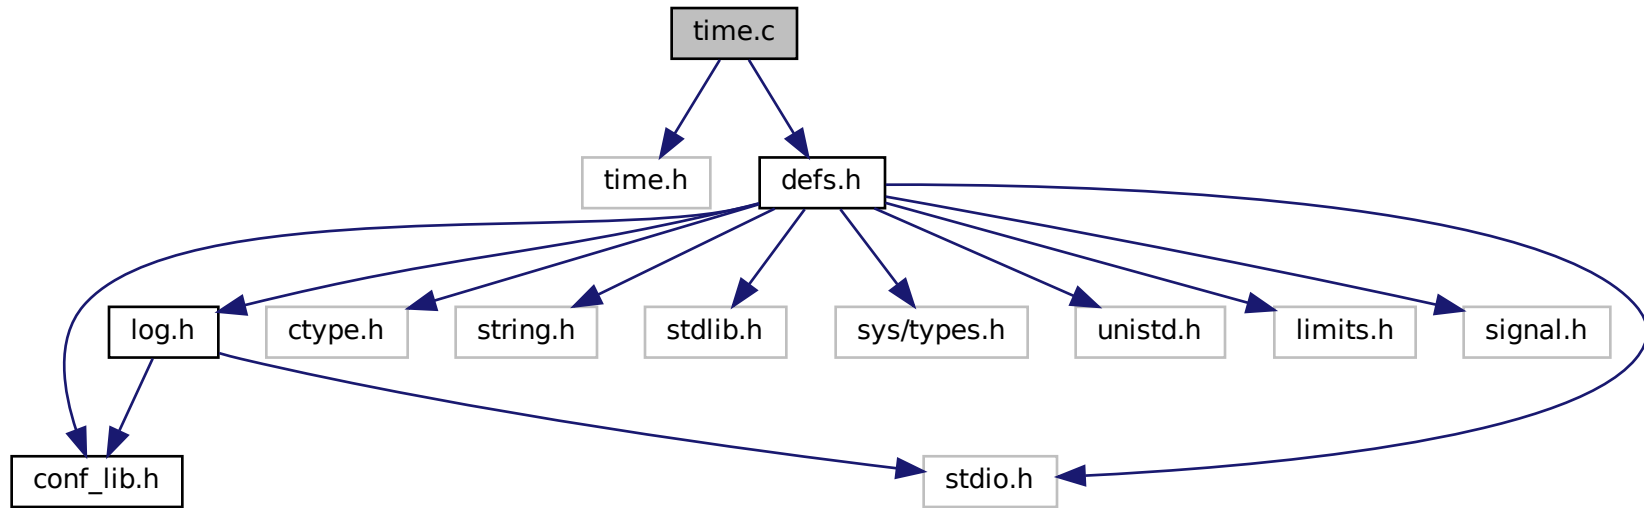 time.c
time.h
defs.h
log.h
ctype.h
string.h
stdlib.h
sys/types.h
unistd.h
limits.h
signal.h
conf_lib.h
stdio.h